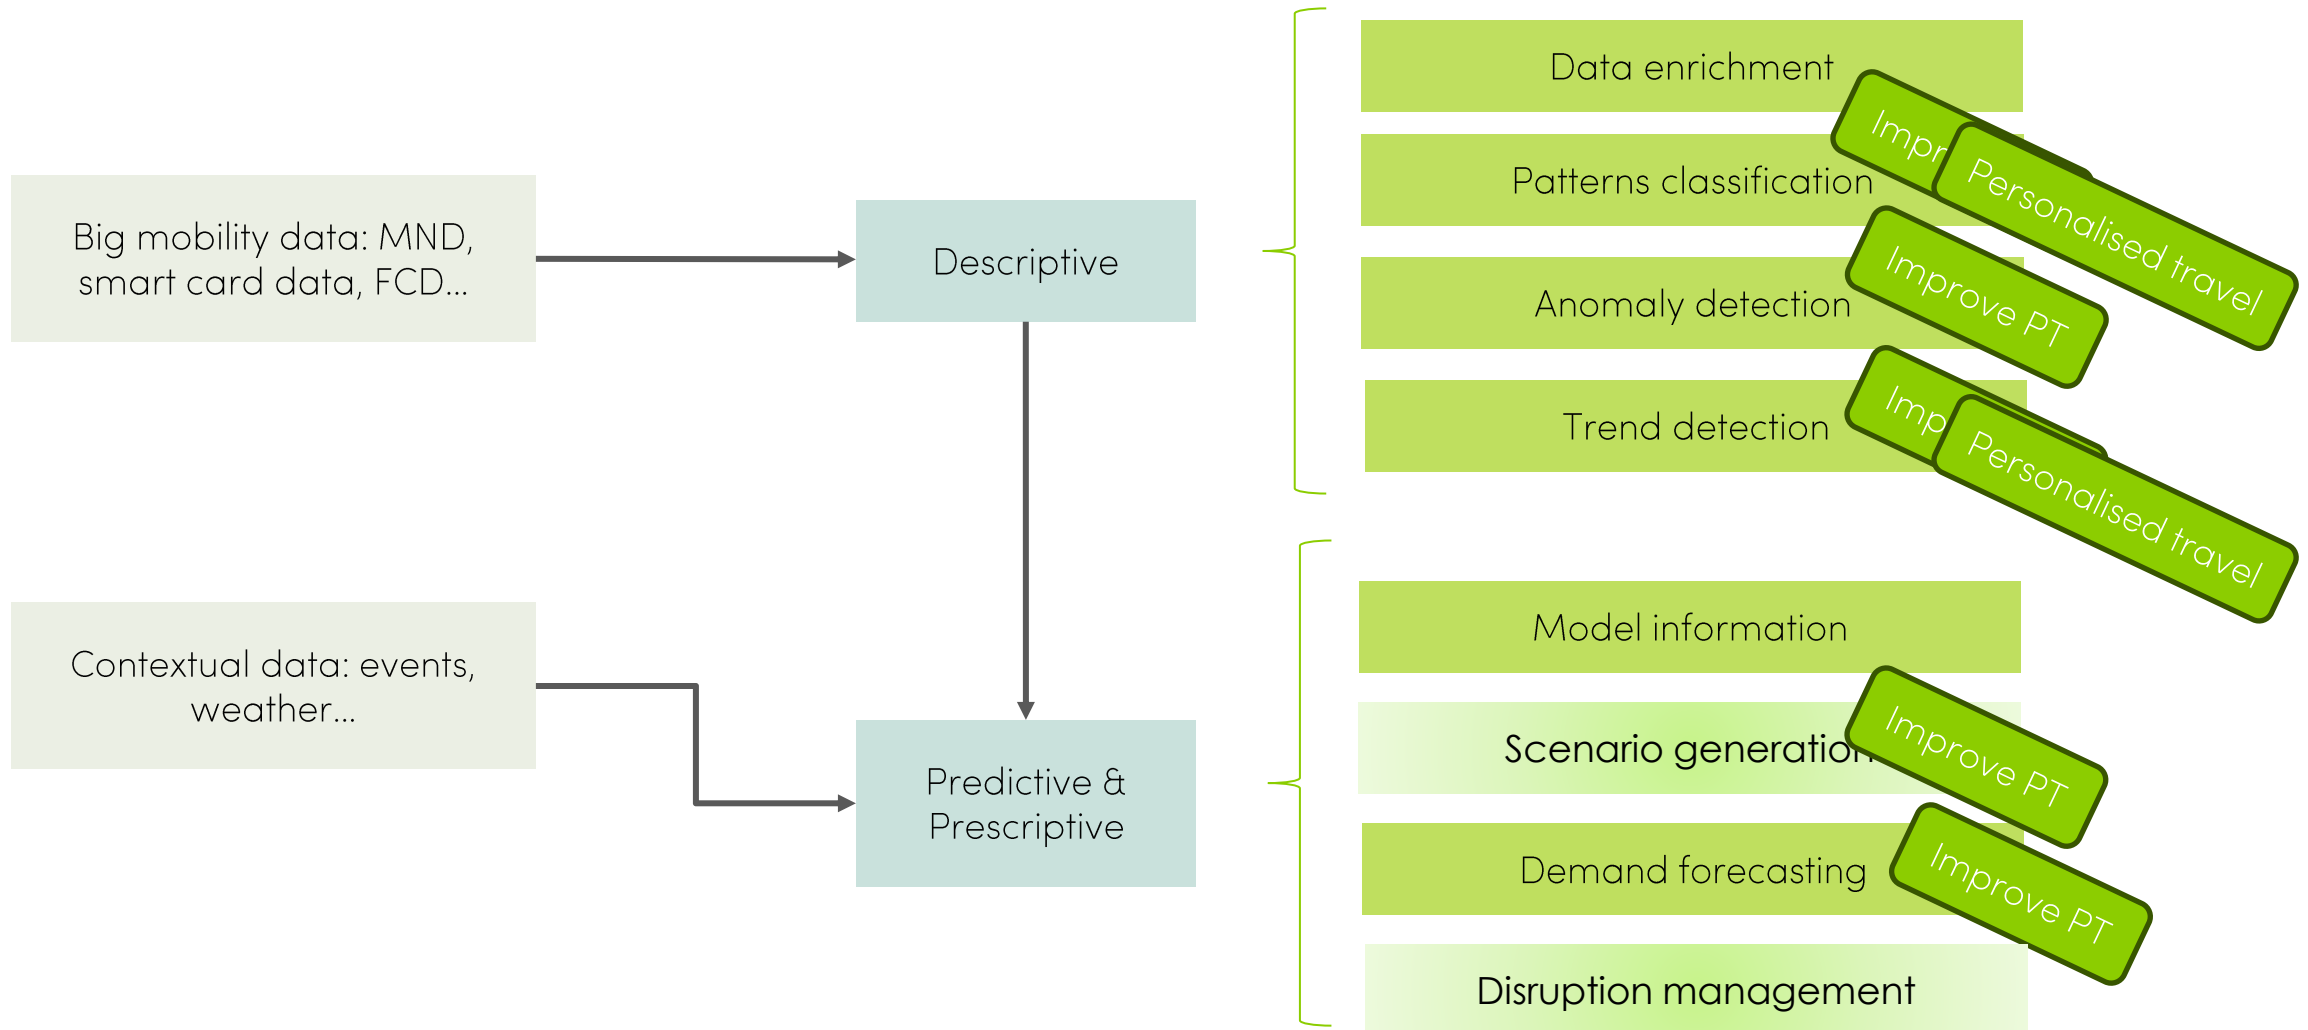 Big mobility data: MND,
smart card data, FCD...
Descriptive
Contextual data: events,
weather...
Predictive &
Prescriptive
Data enrichment
Patterns classification
Personalised travel
Anomaly detection
Improve PT
Trend detection
Personalised travel
Model information
Scenario generation
Improve PT
Demand forecasting
Improve PT
Disruption management